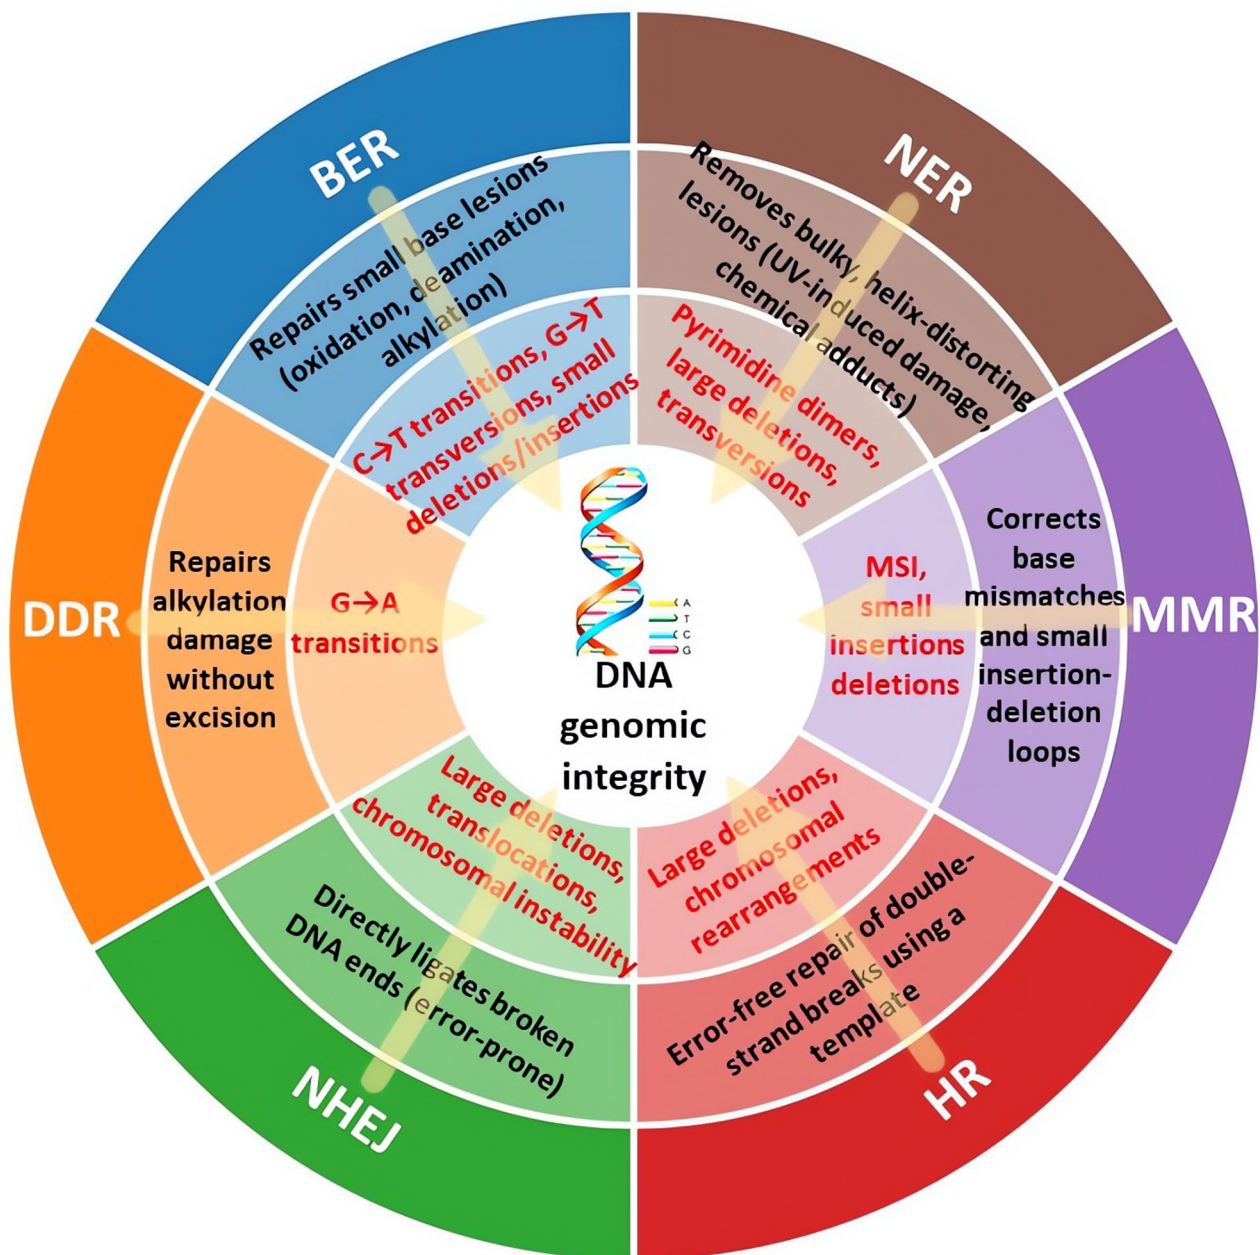 BER
Repairs small base lesions
(oxidation, deamination,
alkylation)
C→T transitions, G→T
transversions, small
deletions/insertions
NER
Removes bulky, helix-distorting
lesions (UV-induced damage,
chemical adducts)
Pyrimidine dimers,
large deletions,
transversions
MMR
Corrects
base
mismatches
and small
insertion-
deletion
loops
MSI,
small
insertions
deletions
HR
Error-free repair of double-
strand breaks using a
template
Large deletions,
chromosomal
rearrangements
NHEJ
Directly ligates broken
DNA ends (error-prone)
Large deletions,
translocations,
chromosomal instability
DDR
Repairs
alkylation
damage
without
excision
G→A
transitions
A
T
C
G
DNA
genomic
integrity